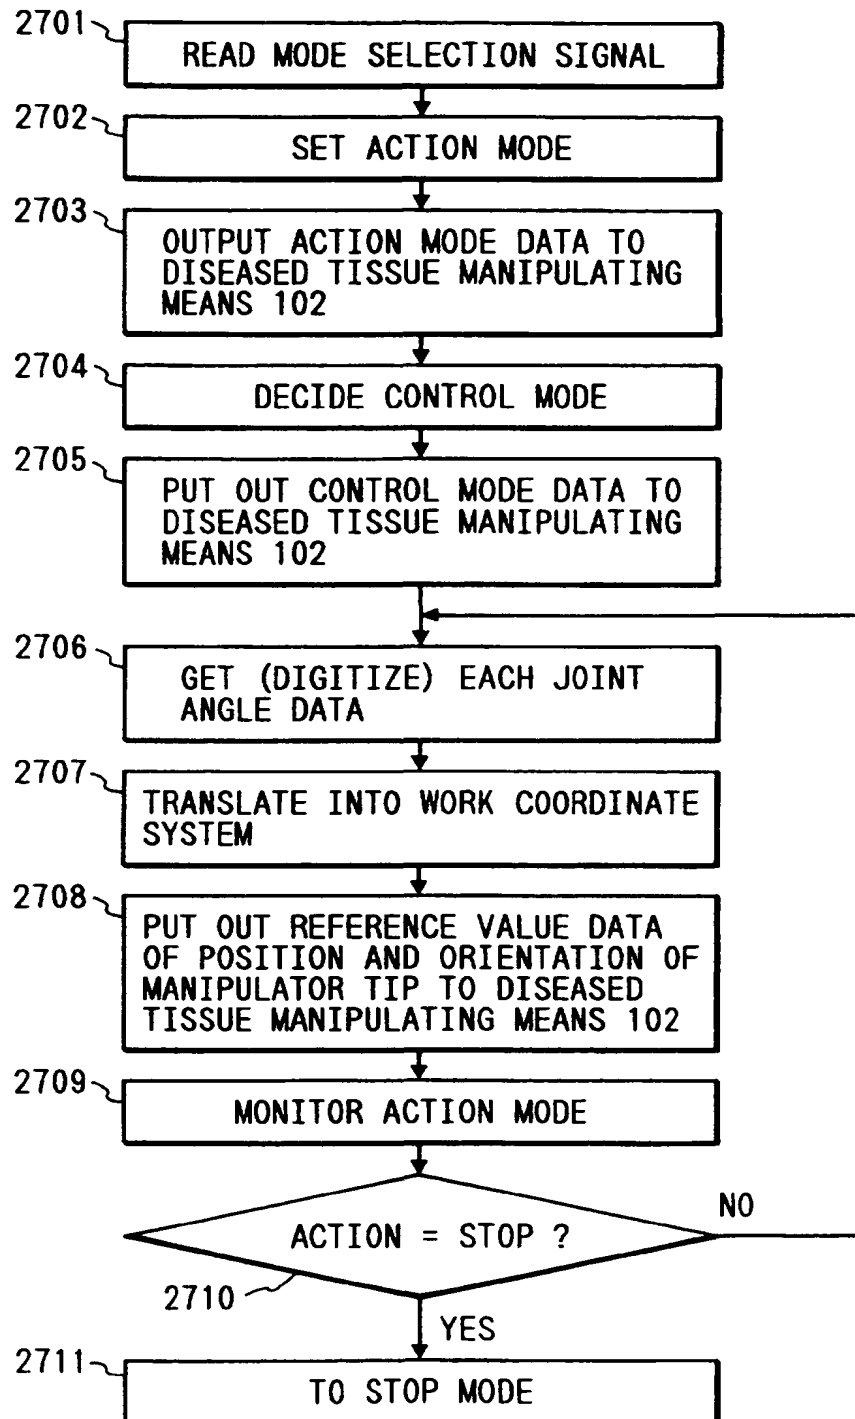 2701
READ MODE SELECTION SIGNAL
2702
SET ACTION MODE
2703
OUTPUT ACTION MODE DATA TO
DISEASED TISSUE MANIPULATING
MEANS 102
2704
DECIDE CONTROL MODE
2705
PUT OUT CONTROL MODE DATA TO
DISEASED TISSUE MANIPULATING
MEANS 102
2706
GET (DIGITIZE) EACH JOINT
ANGLE DATA
2707
TRANSLATE INTO WORK COORDINATE
SYSTEM
2708
PUT OUT REFERENCE VALUE DATA
OF POSITION AND ORIENTATION OF
MANIPULATOR TIP TO DISEASED
TISSUE MANIPULATING MEANS 102
2709
MONITOR ACTION MODE
NO
ACTION = STOP ?
2710
YES
2711
TO STOP MODE